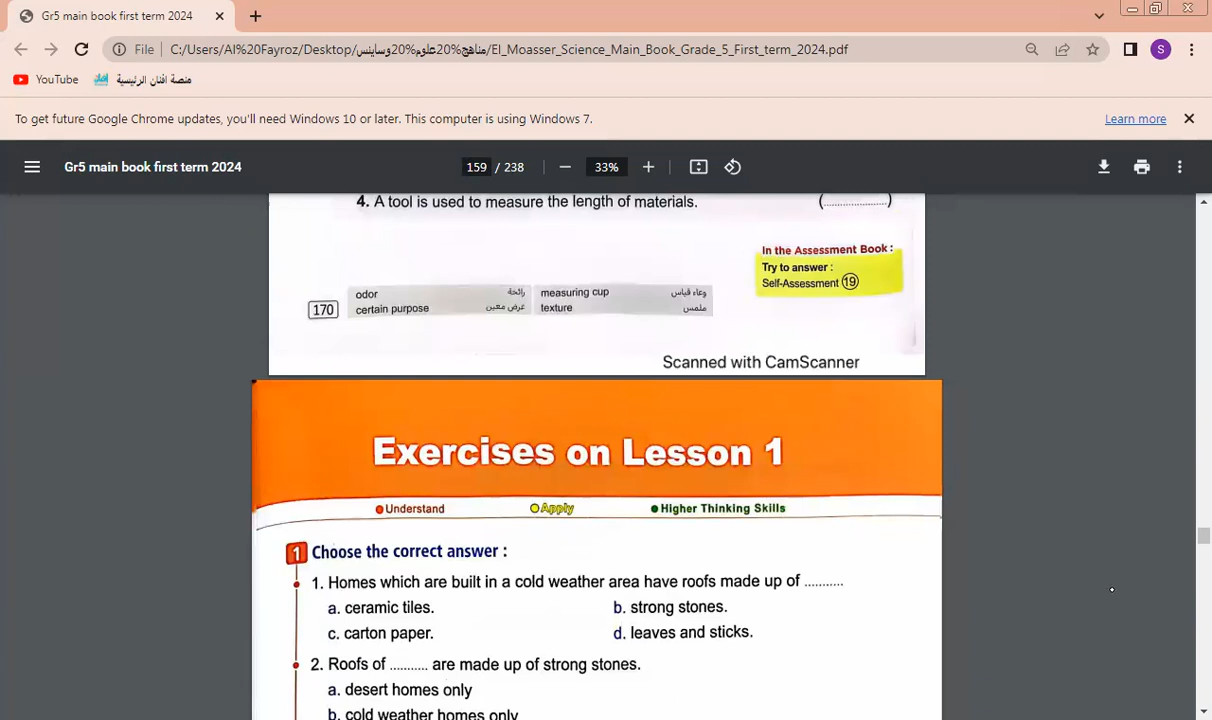 Gr5 main book first term 2024
File
C:/Users/Al%20Fayroz/Desktop/مناهج%20علوم%20وساينس/El_Moasser_Science_Main_Book_Grade_5_First_term_2024.pdf
S
YouTube
منصة افنان الرئيسية
To get future Google Chrome updates, you'll need Windows 10 or later. This computer is using Windows 7.
Learn more
Gr5 main book first term 2024
159 / 238
33%
4. A tool is used to measure the length of materials. (..................)
In the Assessment Book :
Try to answer :
Self-Assessment 19
170
odor رائحة measuring cup وعاء قياس
certain purpose غرض معين texture ملمس
Scanned with CamScanner
Exercises on Lesson 1
Understand Apply Higher Thinking Skills
1 Choose the correct answer :
1. Homes which are built in a cold weather area have roofs made up of ..........
a. ceramic tiles. b. strong stones.
c. carton paper. d. leaves and sticks.
2. Roofs of .......... are made up of strong stones.
a. desert homes only
b. cold weather homes only